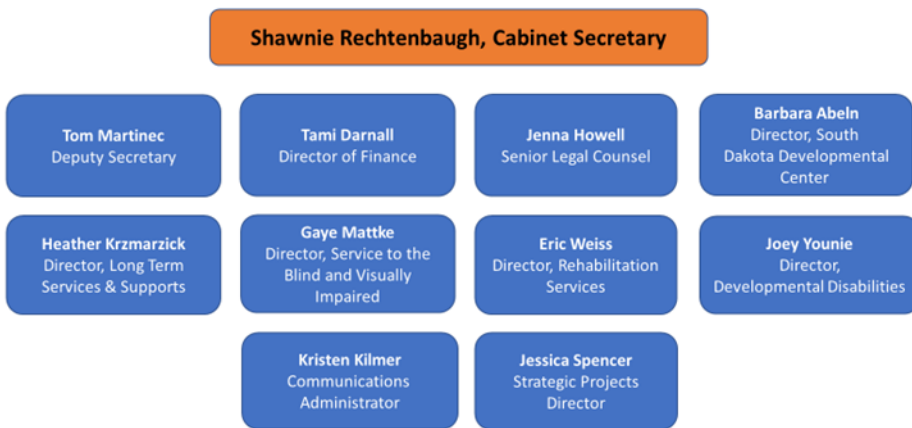 Shawnie Rechtenbaugh, Cabinet Secretary
Tom Martinec
Deputy Secretary
Tami Darnall
Director of Finance
Jenna Howell
Senior Legal Counsel
Barbara Abeln
Director, South
Dakota Developmental
Center
Heather Krzmarzick
Director, Long Term
Services & Supports
Gaye Mattke
Director, Service to the
Blind and Visually
Impaired
Eric Weiss
Director, Rehabilitation
Services
Joey Younie
Director,
Developmental Disabilities
Kristen Kilmer
Communications
Administrator
Jessica Spencer
Strategic Projects
Director